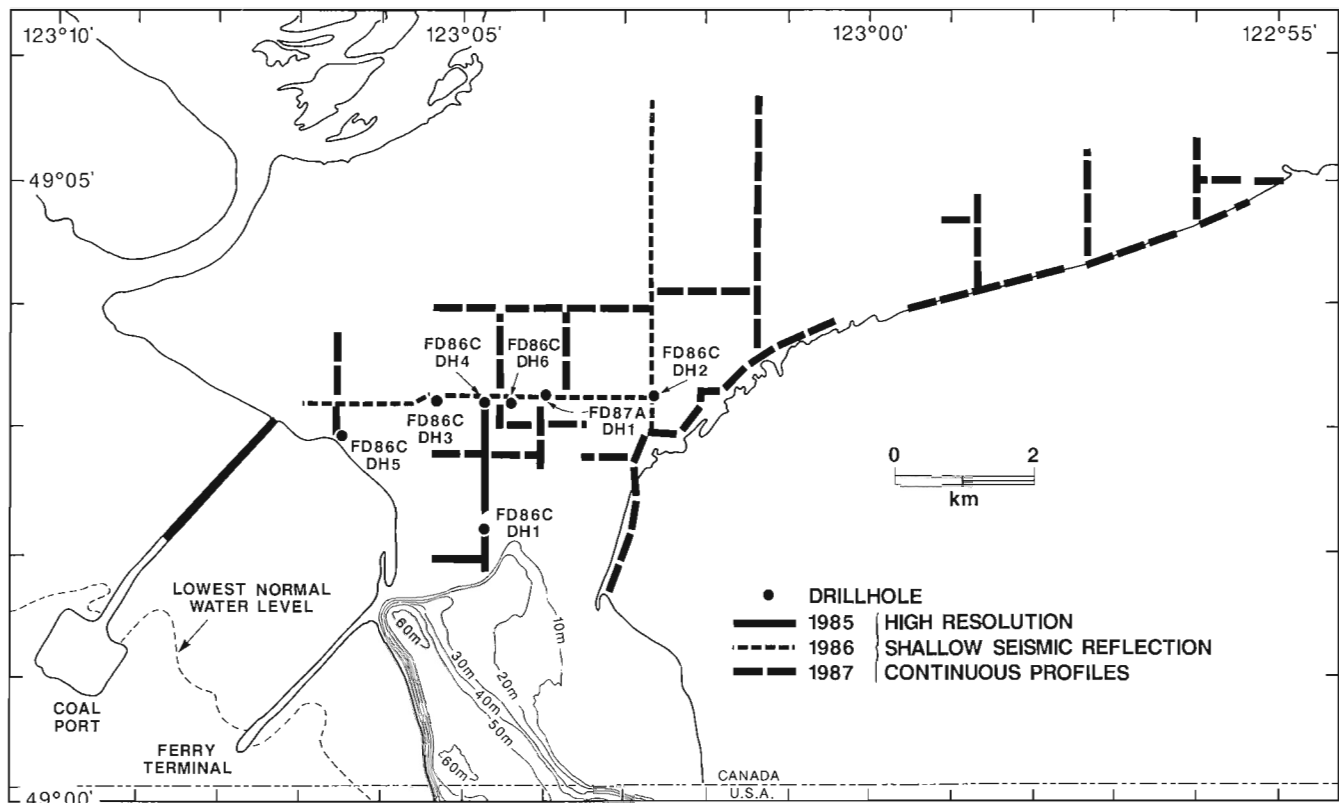 123°10'
123°05'
123°00'
122°55'
49°05'
FD86C
DH4
FD86C
DH6
FD86C
DH2
FD86C
DH3
FD87A
DH1
FD86C
DH5
FD86C
DH1
0 2
km
LOWEST NORMAL
WATER LEVEL
COAL
PORT
FERRY
TERMINAL
10m
20m
30m
40m
50m
60m
60m
DRILLHOLE
1985 HIGH RESOLUTION
1986 SHALLOW SEISMIC REFLECTION
1987 CONTINUOUS PROFILES
CANADA
U.S.A.
49°00'